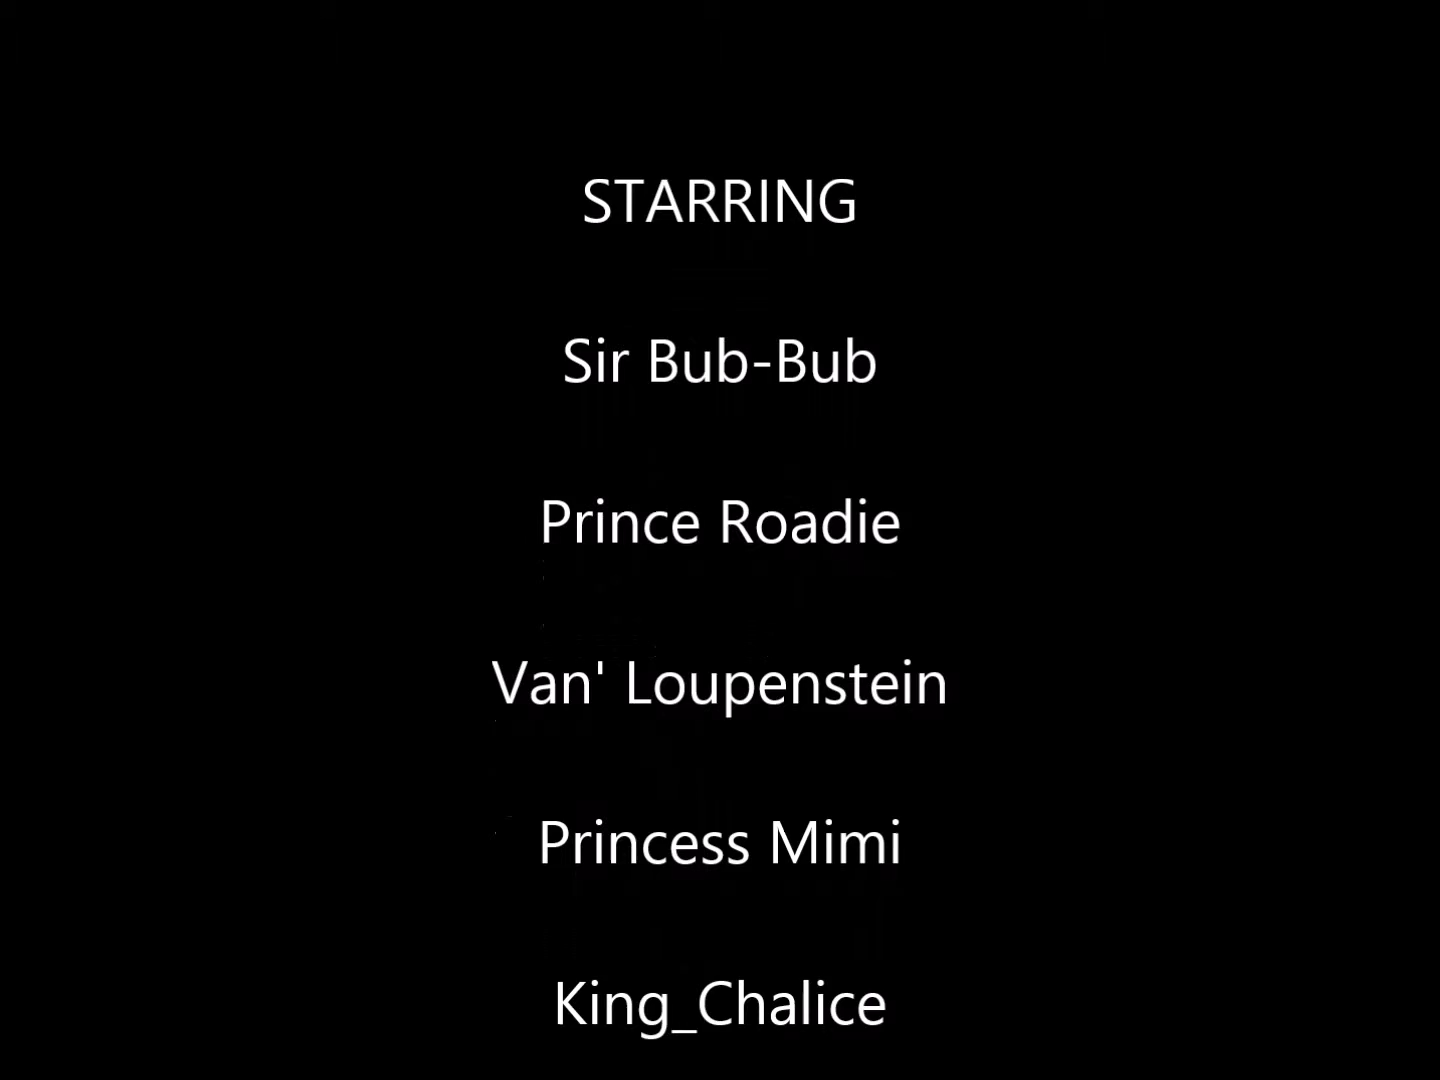 STARRING
Sir Bub-Bub
Prince Roadie
Van' Loupenstein
Princess Mimi
King_Chalice